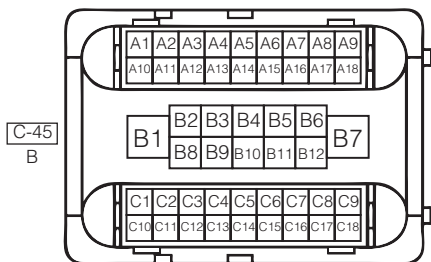 A1 A2 A3 A4 A5 A6 A7 A8 A9
A10 A11 A12 A13 A14 A15 A16 A17 A18
C-45
B
B1 B2 B3 B4 B5 B6 B7
B8 B9 B10 B11 B12
C1 C2 C3 C4 C5 C6 C7 C8 C9
C10 C11 C12 C13 C14 C15 C16 C17 C18